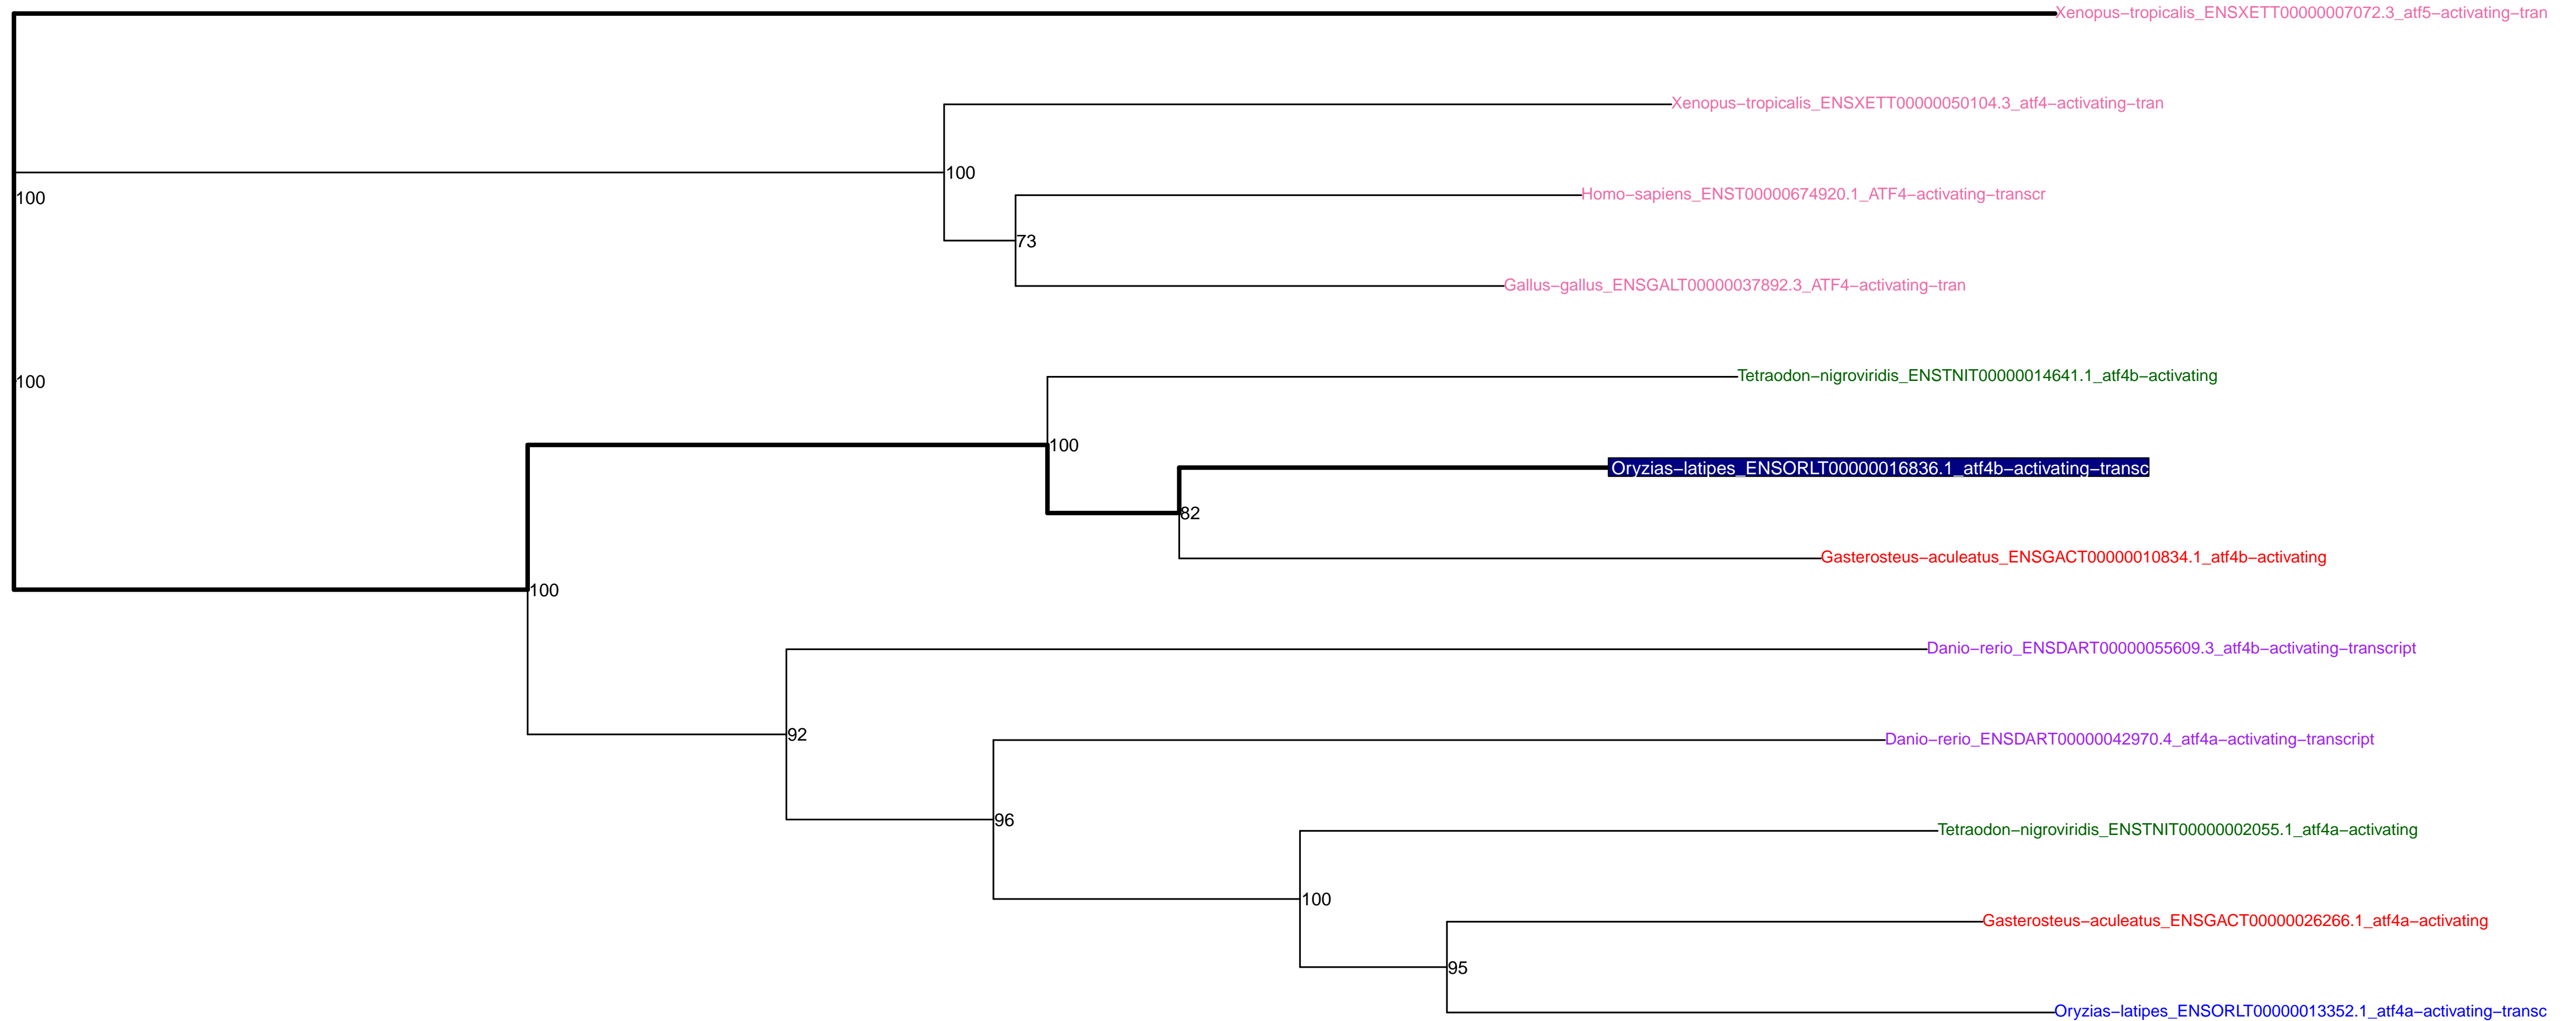 Xenopus−tropicalis_ENSXETT00000007072.3_atf5−activating−tran
Xenopus−tropicalis_ENSXETT00000050104.3_atf4−activating−tran
100
Homo−sapiens_ENST00000674920.1_ATF4−activating−transcr
100
73
Gallus−gallus_ENSGALT00000037892.3_ATF4−activating−tran
Tetraodon−nigroviridis_ENSTNIT00000014641.1_atf4b−activating
100
100
Oryzias−latipes_ENSORLT00000016836.1_atf4b−activating−transc
82
Gasterosteus−aculeatus_ENSGACT00000010834.1_atf4b−activating
100
Danio−rerio_ENSDART00000055609.3_atf4b−activating−transcript
92
Danio−rerio_ENSDART00000042970.4_atf4a−activating−transcript
96
Tetraodon−nigroviridis_ENSTNIT00000002055.1_atf4a−activating
100
Gasterosteus−aculeatus_ENSGACT00000026266.1_atf4a−activating
95
Oryzias−latipes_ENSORLT00000013352.1_atf4a−activating−transc